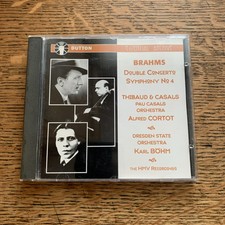 DUTTON
BRAHMS
DOUBLE CONCERTO
SYMPHONY NO 4
THIBAUD & CASALS
PAU CASALS
ORCHESTRA
ALFRED CORTOT
DRESDEN STATE
ORCHESTRA
KARL BÖHM
THE HMV RECORDINGS